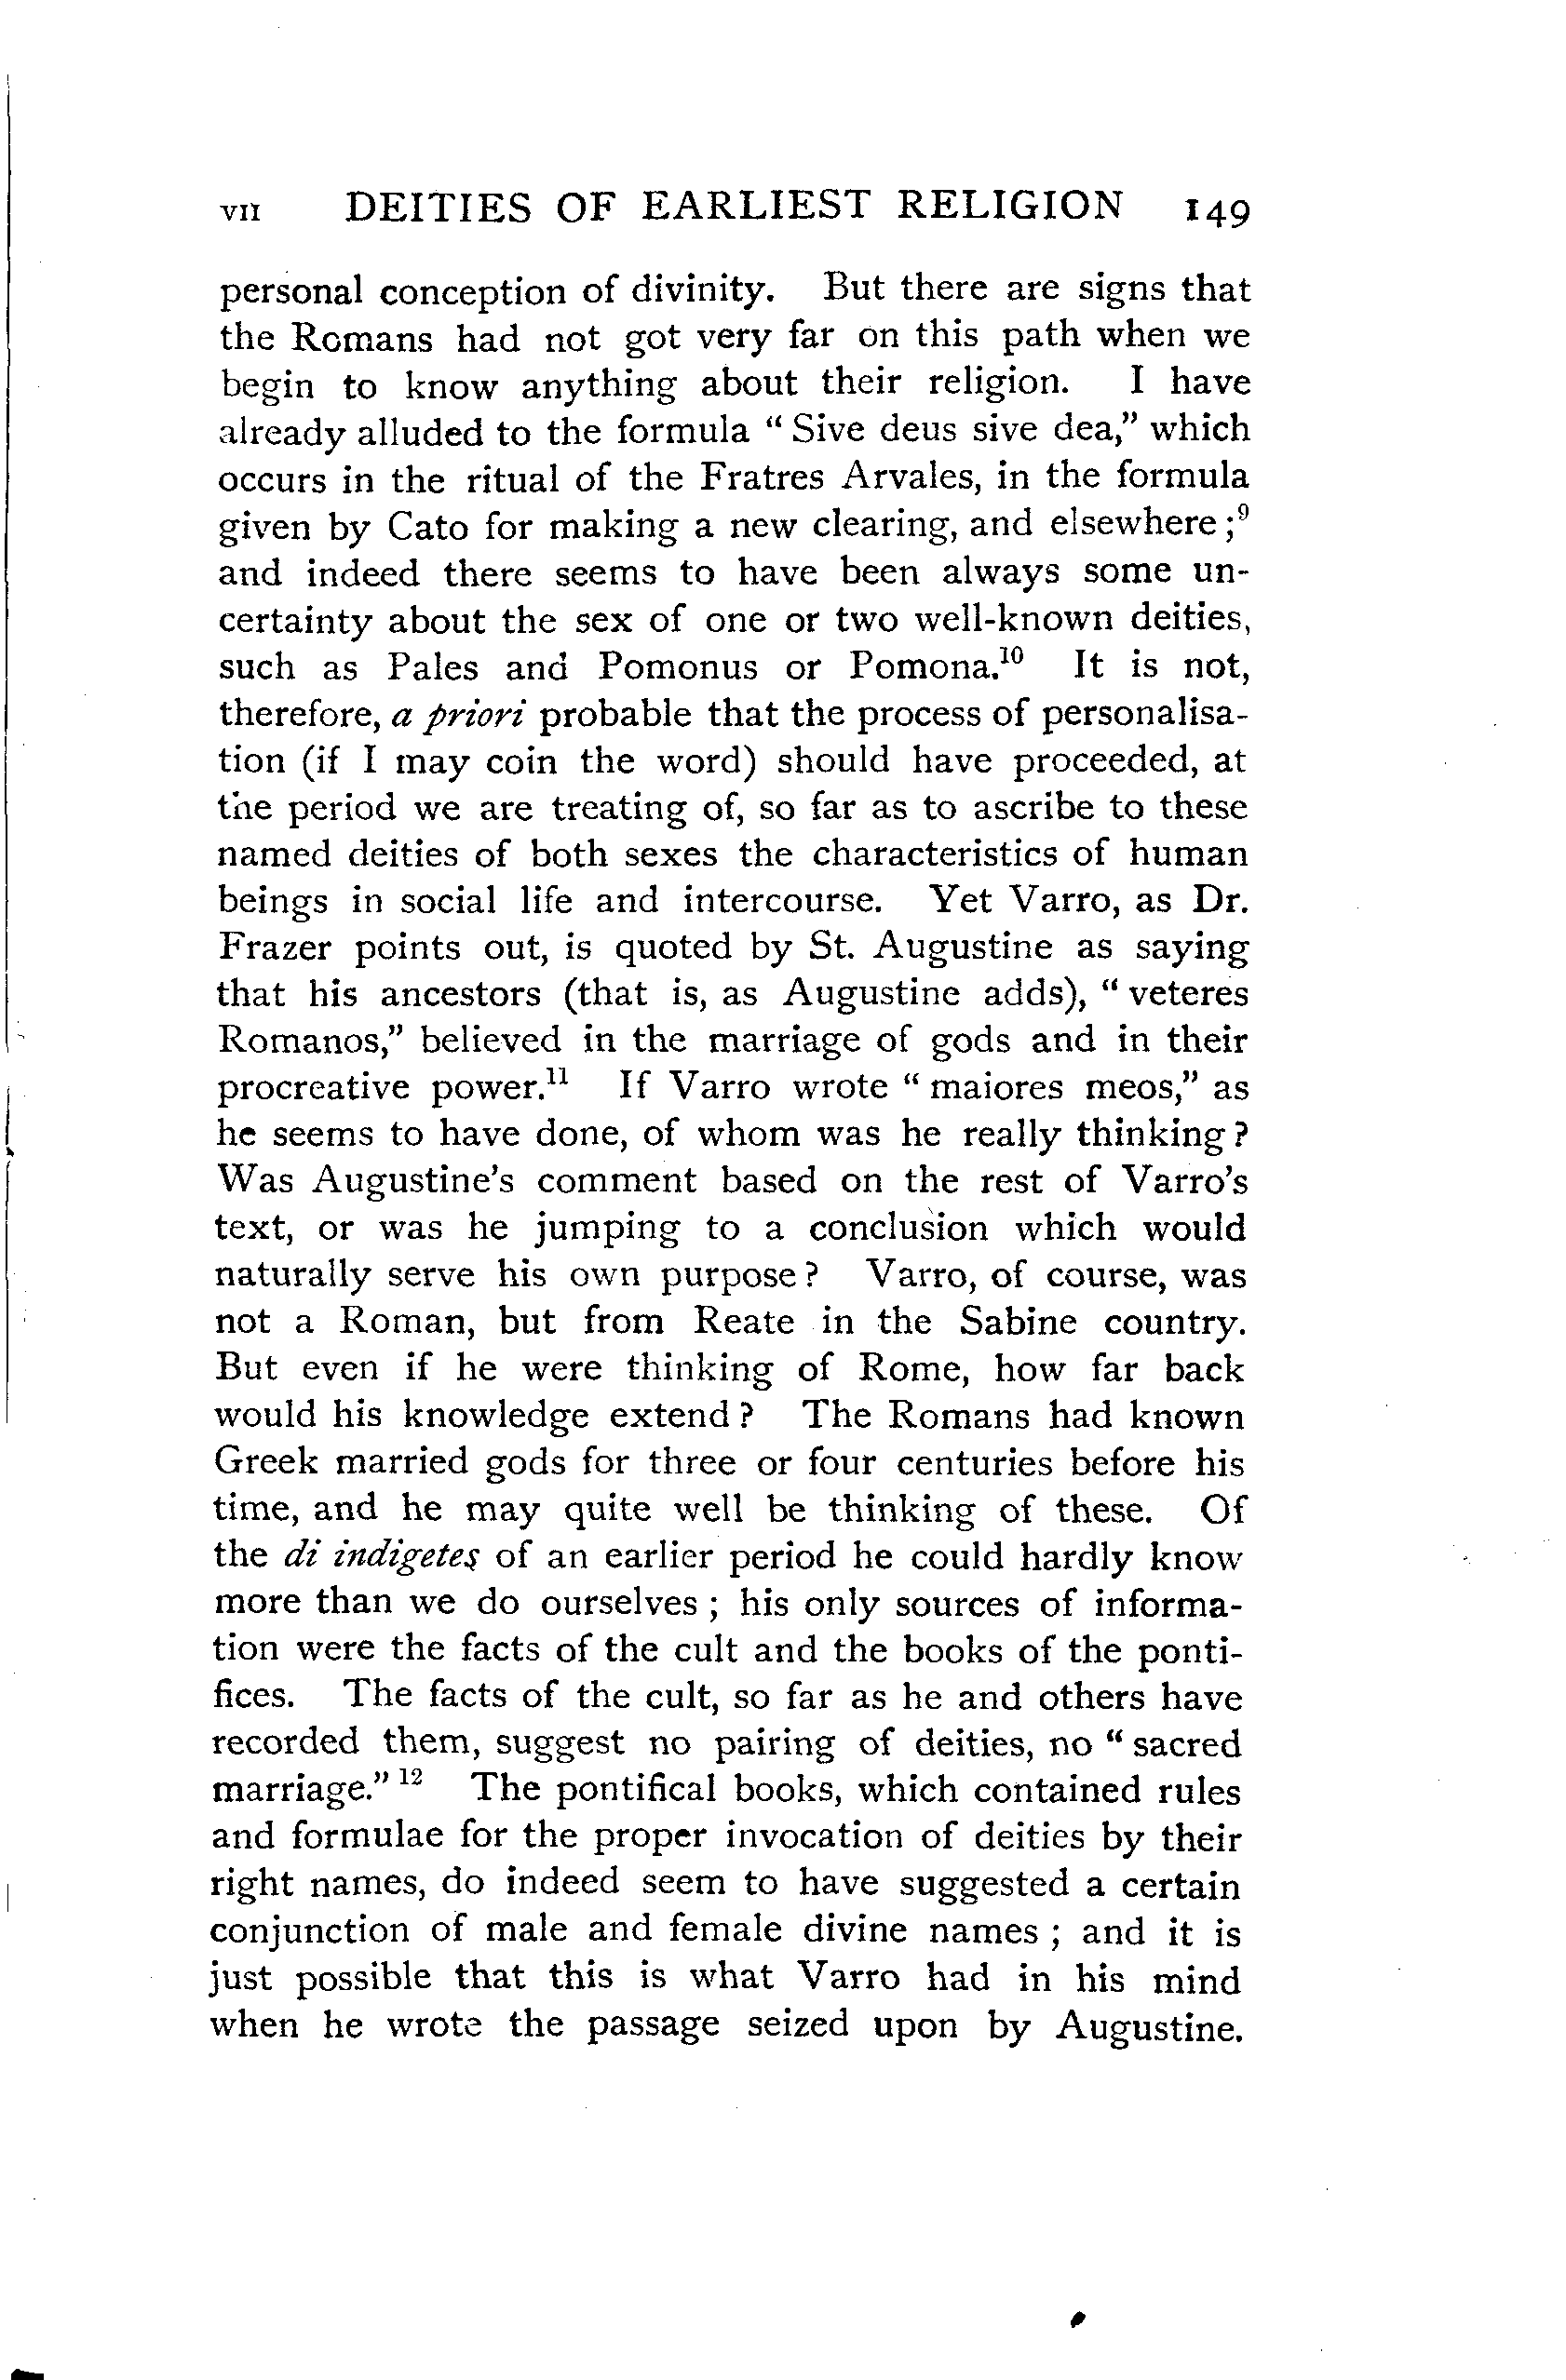 VII DEITIES OF EARLIEST RELIGION 149
personal conception of divinity. But there are signs that
the Romans had not got very far on this path when we
begin to know anything about their religion. I have
already alluded to the formula “ Sive deus sive dea,” which
occurs in the ritual of the Fratres Arvales, in the formula
given by Cato for making a new clearing, and elsewhere ;⁹
and indeed there seems to have been always some un-
certainty about the sex of one or two well-known deities,
such as Pales and Pomonus or Pomona.¹⁰ It is not,
therefore, a priori probable that the process of personalisa-
tion (if I may coin the word) should have proceeded, at
the period we are treating of, so far as to ascribe to these
named deities of both sexes the characteristics of human
beings in social life and intercourse. Yet Varro, as Dr.
Frazer points out, is quoted by St. Augustine as saying
that his ancestors (that is, as Augustine adds), “ veteres
Romanos,” believed in the marriage of gods and in their
procreative power.¹¹ If Varro wrote “ maiores meos,” as
he seems to have done, of whom was he really thinking ?
Was Augustine’s comment based on the rest of Varro’s
text, or was he jumping to a conclusion which would
naturally serve his own purpose ? Varro, of course, was
not a Roman, but from Reate in the Sabine country.
But even if he were thinking of Rome, how far back
would his knowledge extend ? The Romans had known
Greek married gods for three or four centuries before his
time, and he may quite well be thinking of these. Of
the di indigetes of an earlier period he could hardly know
more than we do ourselves ; his only sources of informa-
tion were the facts of the cult and the books of the ponti-
fices. The facts of the cult, so far as he and others have
recorded them, suggest no pairing of deities, no “ sacred
marriage.” ¹² The pontifical books, which contained rules
and formulae for the proper invocation of deities by their
right names, do indeed seem to have suggested a certain
conjunction of male and female divine names ; and it is
just possible that this is what Varro had in his mind
when he wrote the passage seized upon by Augustine.